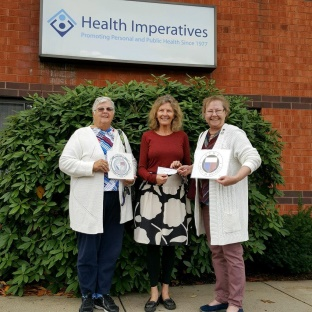 Health Imperatives
Promoting Personal and Public Health Since 1977